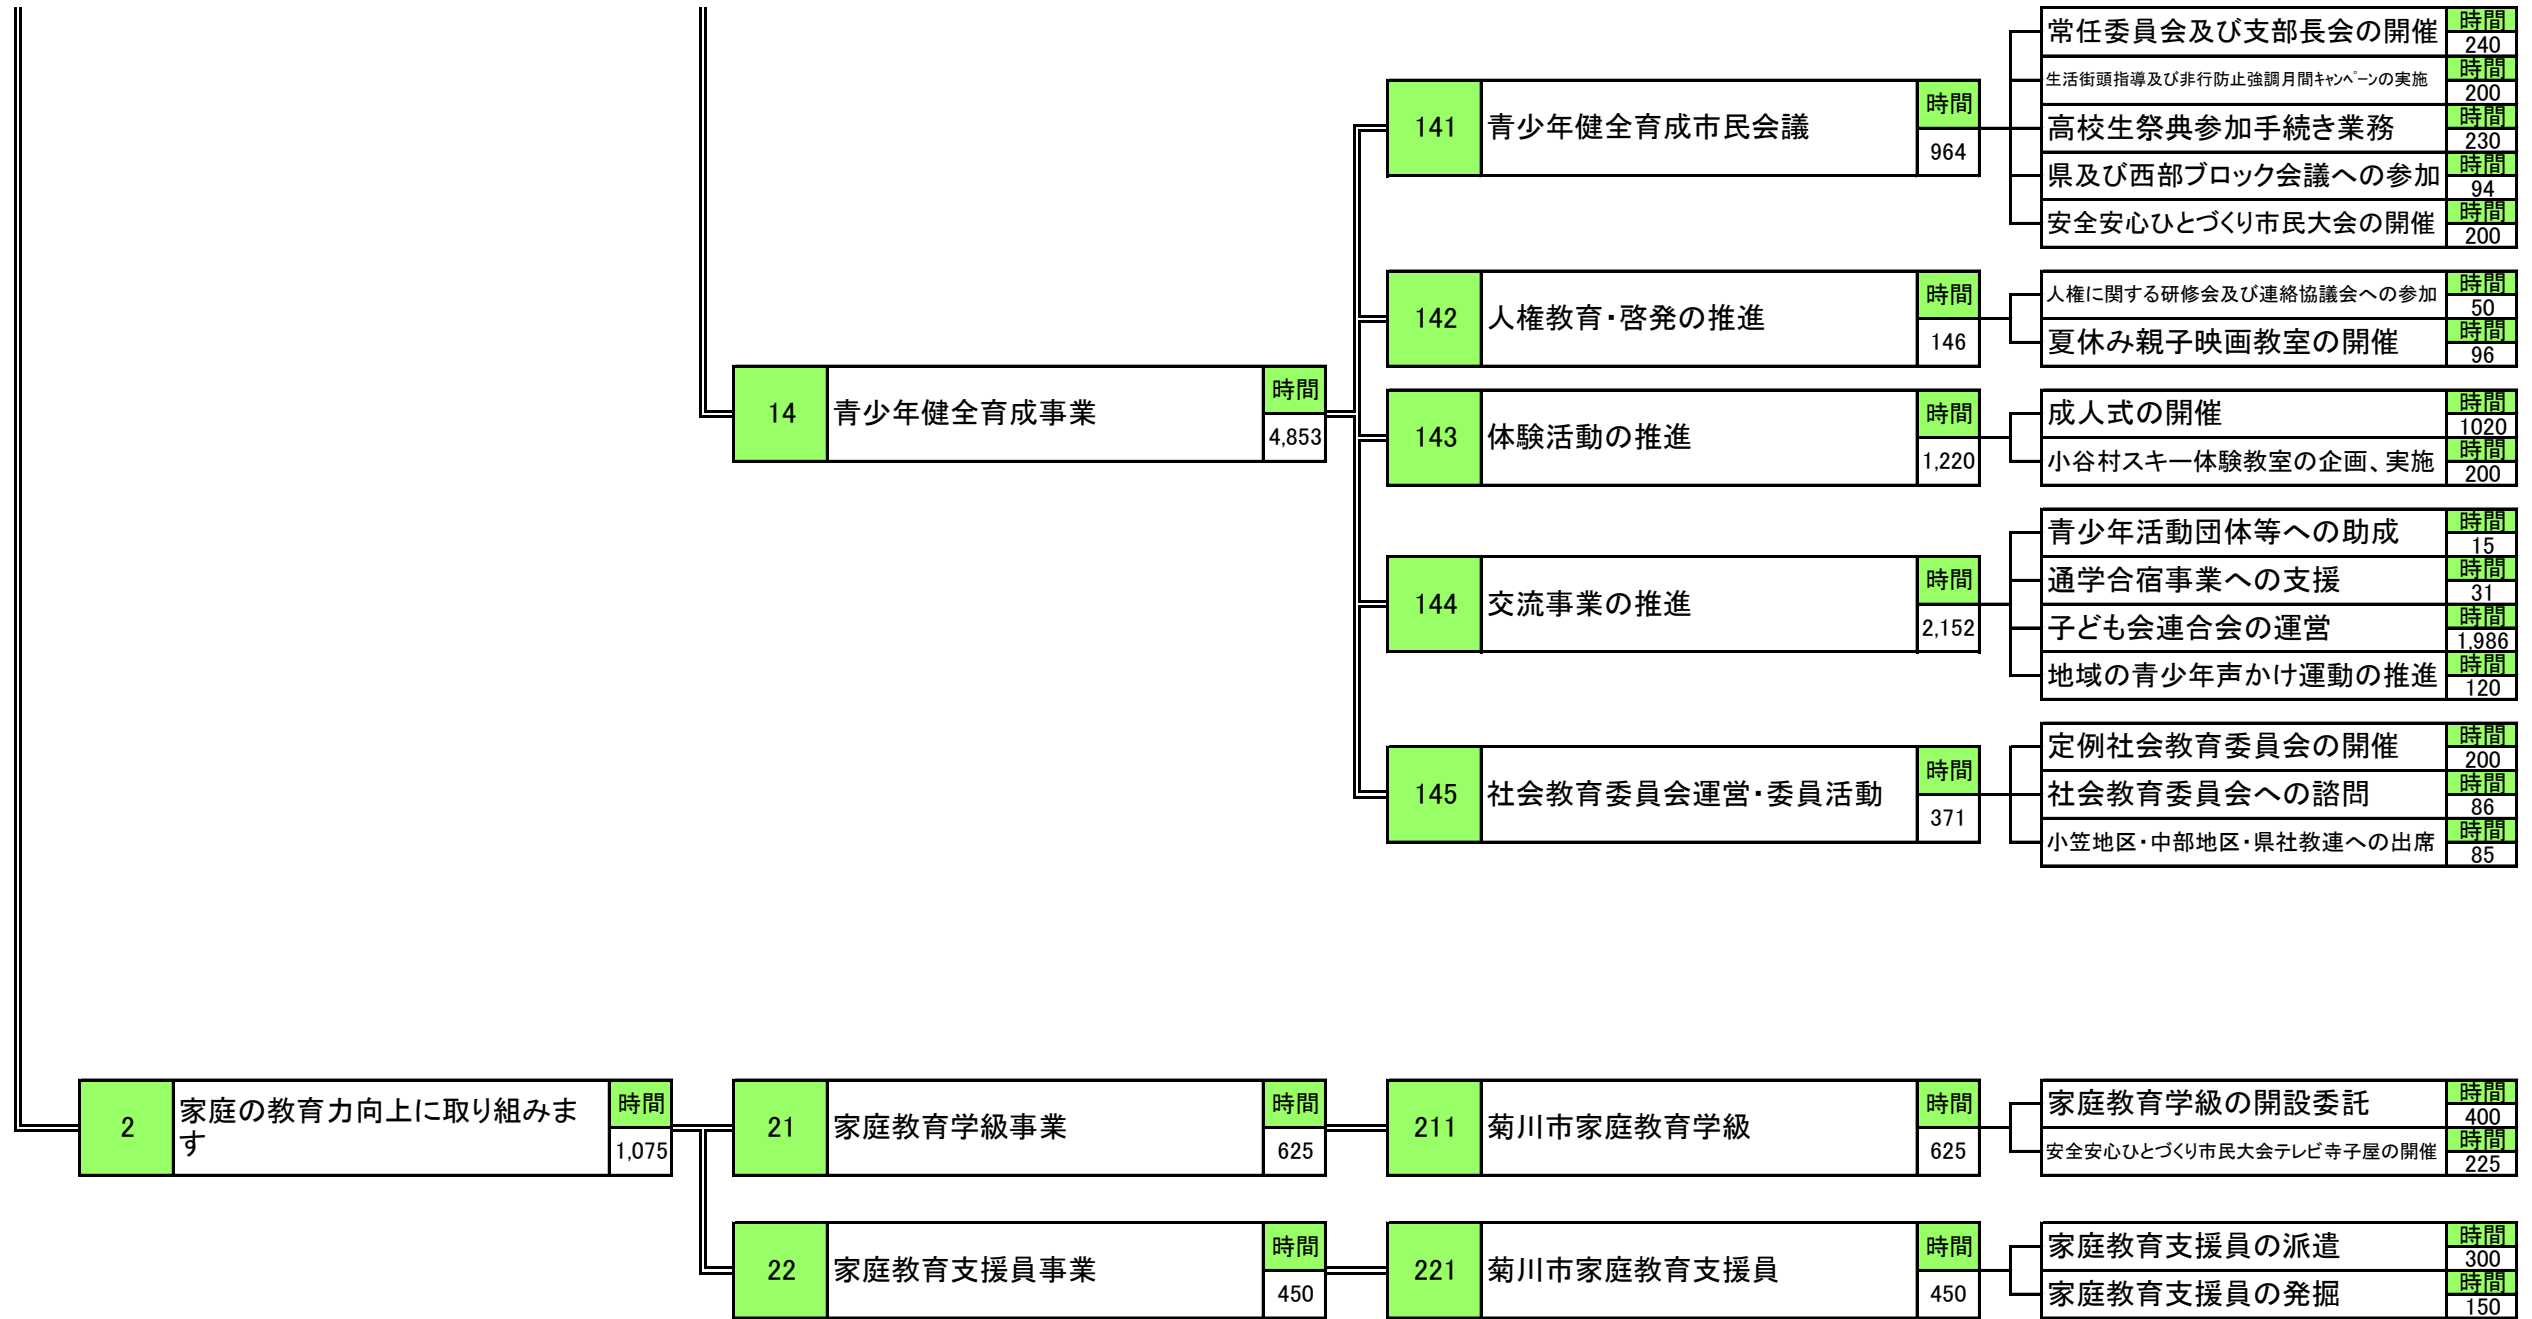 常任委員会及び支部長会の開催 時間 240
生活街頭指導及び非行防止強調月間キャンペーンの実施 時間 200
141 青少年健全育成市民会議 時間 964
高校生祭典参加手続き業務 時間 230
県及び西部ブロック会議への参加 時間 94
安全安心ひとづくり市民大会の開催 時間 200
142 人権教育・啓発の推進 時間 146
人権に関する研修会及び連絡協議会への参加 時間 50
夏休み親子映画教室の開催 時間 96
14 青少年健全育成事業 時間 4,853
143 体験活動の推進 時間 1,220
成人式の開催 時間 1020
小谷村スキー体験教室の企画、実施 時間 200
144 交流事業の推進 時間 2,152
青少年活動団体等への助成 時間 15
通学合宿事業への支援 時間 31
子ども会連合会の運営 時間 1,986
地域の青少年声かけ運動の推進 時間 120
145 社会教育委員会運営・委員活動 時間 371
定例社会教育委員会の開催 時間 200
社会教育委員会への諮問 時間 86
小笠地区・中部地区・県社教連への出席 時間 85
2 家庭の教育力向上に取り組みま
す 時間 1,075
21 家庭教育学級事業 時間 625
211 菊川市家庭教育学級 時間 625
家庭教育学級の開設委託 時間 400
安全安心ひとづくり市民大会テレビ寺子屋の開催 時間 225
22 家庭教育支援員事業 時間 450
221 菊川市家庭教育支援員 時間 450
家庭教育支援員の派遣 時間 300
家庭教育支援員の発掘 時間 150